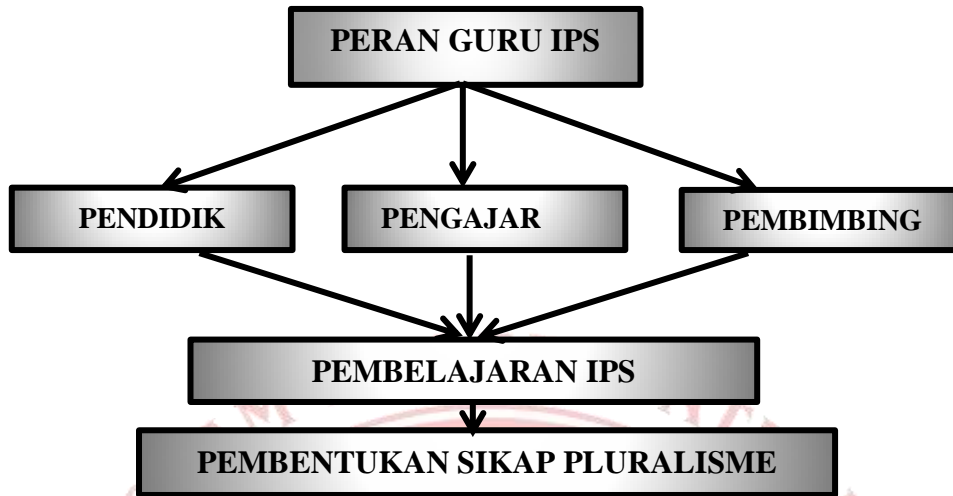 PERAN GURU IPS
PENDIDIK
PENGAJAR
PEMBIMBING
PEMBELAJARAN IPS
PEMBENTUKAN SIKAP PLURALISME